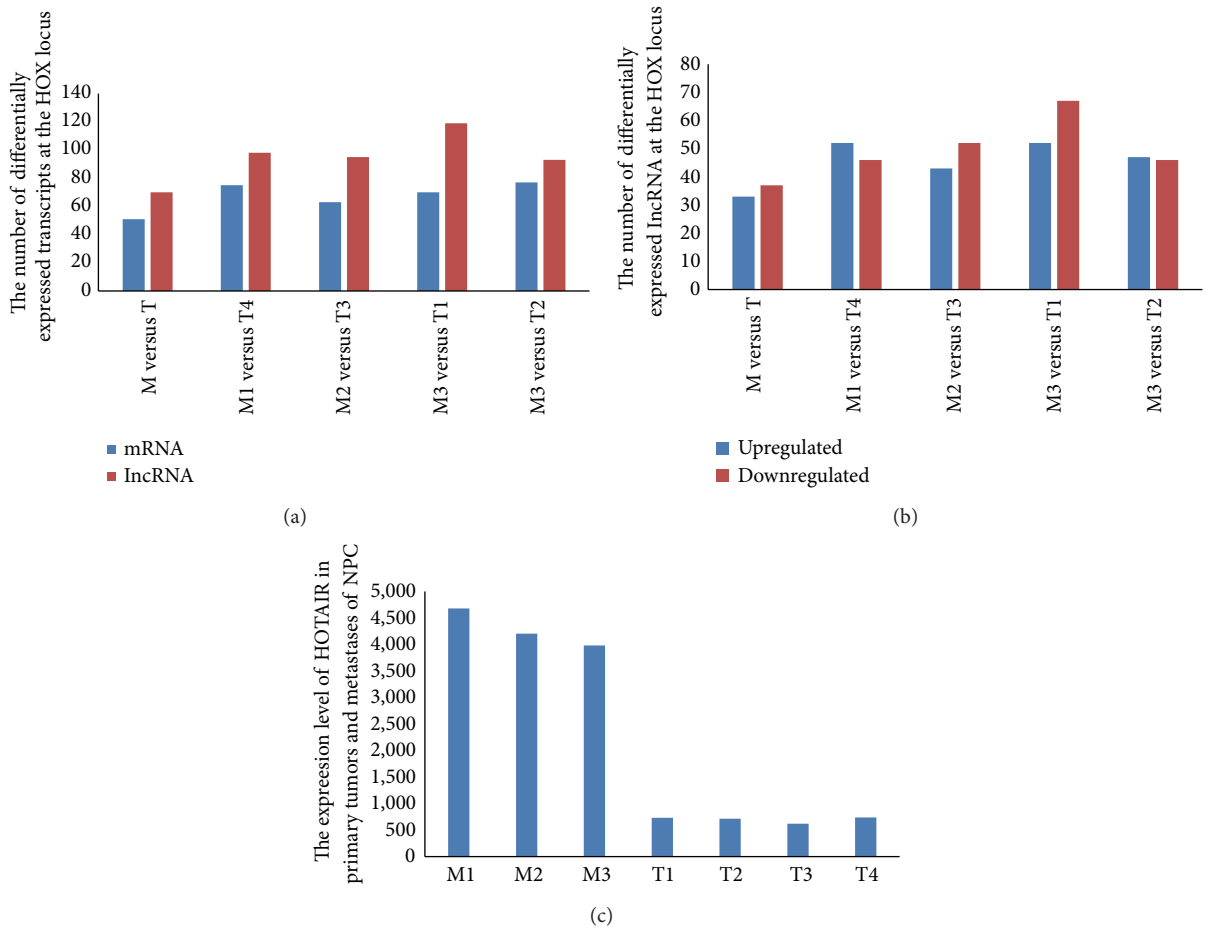 The number of differentially
expressed transcripts at the HOX locus
140
120
100
80
60
40
20
0
M versus T
M1 versus T4
M2 versus T3
M3 versus T1
M3 versus T2
mRNA
IncRNA
(a)
The number of differentially
expressed IncRNA at the HOX locus
80
70
60
50
40
30
20
10
0
M versus T
M1 versus T4
M2 versus T3
M3 versus T1
M3 versus T2
Upregulated
Downregulated
(b)
The expreesion level of HOTAIR in
primary tumors and metastases of NPC
5,000
4,500
4,000
3,500
3,000
2,500
2,000
1,500
1,000
500
0
M1 M2 M3 T1 T2 T3 T4
(c)